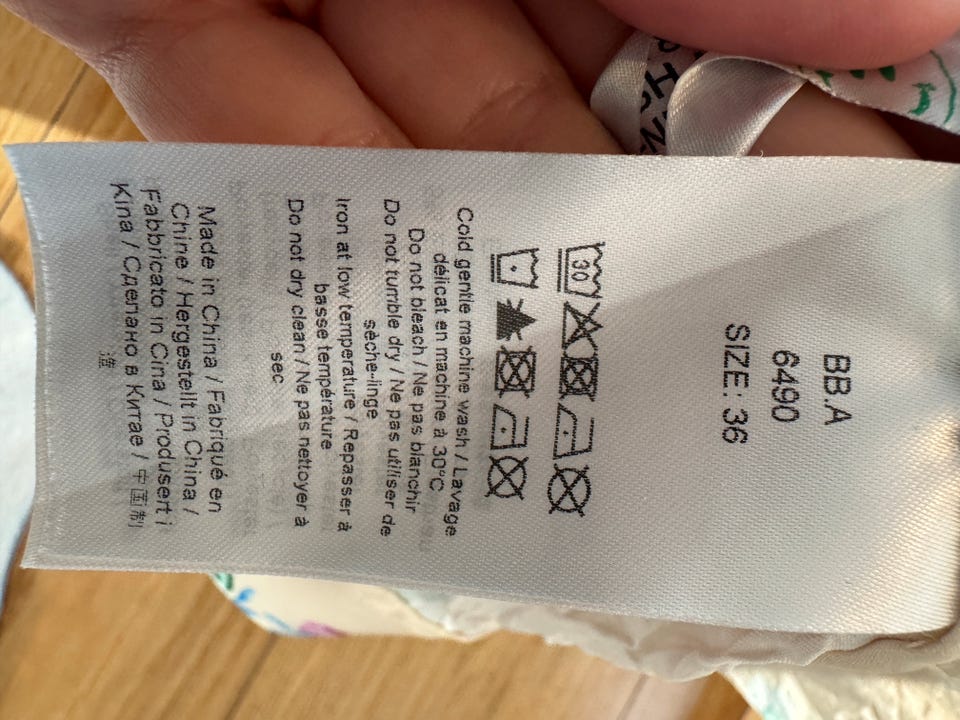 BB.A
6490
SIZE: 36
30
Cold gentle machine wash / Lavage
délicat en machine à 30°C
Do not bleach / Ne pas blanchir
Do not tumble dry / Ne pas utiliser de
sèche-linge
Iron at low temperature / Repasser à
basse température
Do not dry clean / Ne pas nettoyer à
sec
Made in China / Fabriqué en
Chine / Hergestellt in China /
Fabbricato in Cina / Produsert i
Kina / Сделано в Китае / 中国制
造